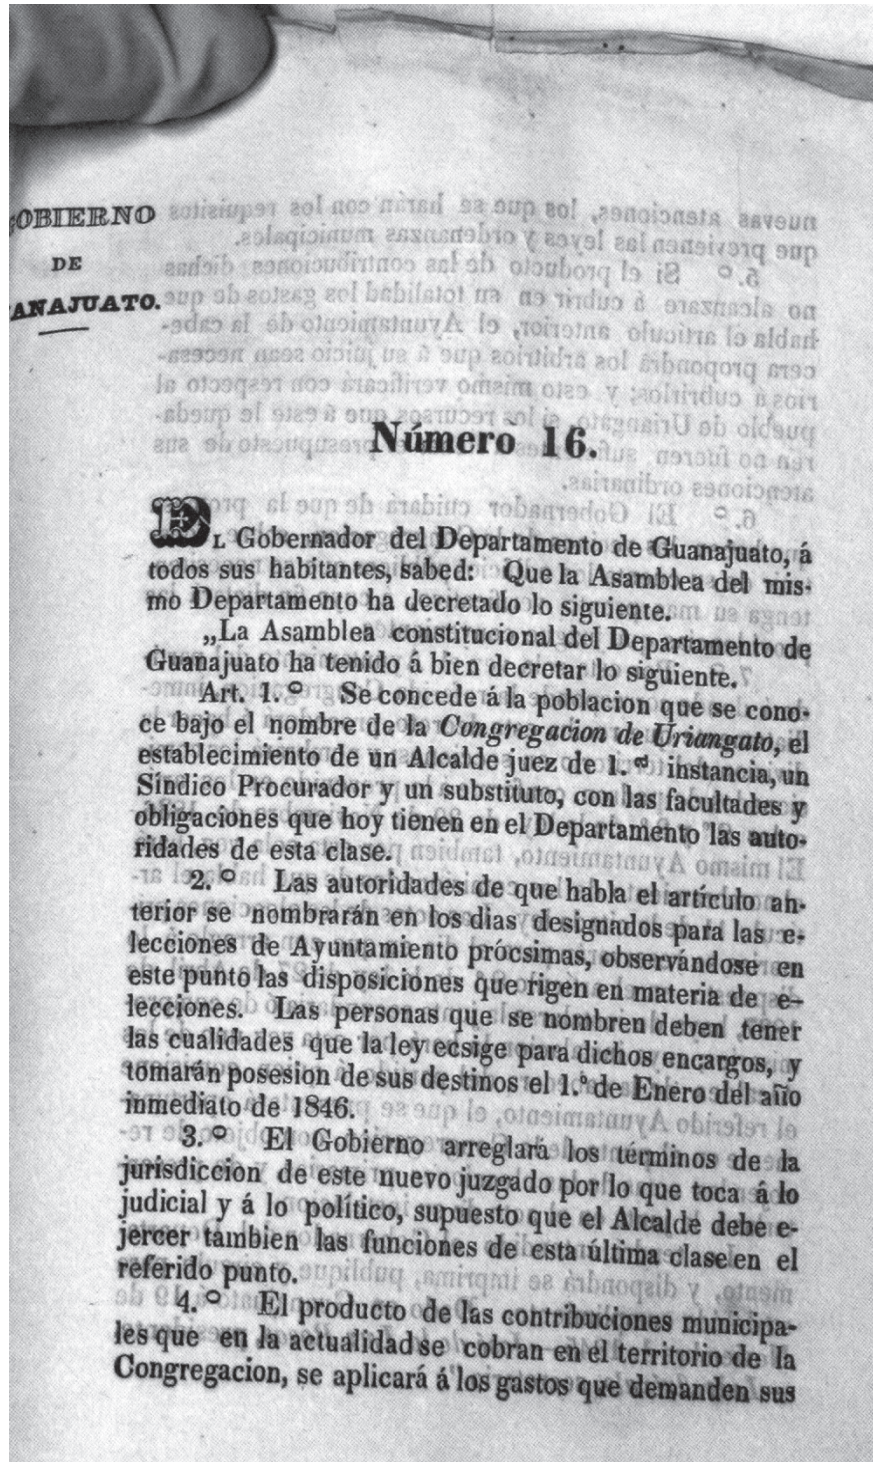 GOBIERNO
DE
ANAJUATO.
Número 16.
EL Gobernador del Departamento de Guanajuato, á
todos sus habitantes, sabed: Que la Asamblea del mis-
mo Departamento ha decretado lo siguiente.
„La Asamblea constitucional del Departamento de
Guanajuato ha tenido á bien decretar lo siguiente.
Art. 1.º Se concede á la poblacion que se cono-
ce bajo el nombre de la Congregacion de Uriangato, el
establecimiento de un Alcalde juez de 1.ª instancia, un
Síndico Procurador y un substituto, con las facultades y
obligaciones que hoy tienen en el Departamento las auto-
ridades de esta clase.
2.º Las autoridades de que habla el artículo an-
terior se nombrarán en los dias designados para las e-
lecciones de Ayuntamiento prócsimas, observándose en
este punto las disposiciones que rigen en materia de e-
lecciones. Las personas que se nombren deben tener
las cualidades que la ley ecsige para dichos encargos, y
tomarán posesion de sus destinos el 1.º de Enero del año
inmediato de 1846.
3.º El Gobierno arreglará los términos de la
jurisdiccion de este nuevo juzgado por lo que toca á lo
judicial y á lo político, supuesto que el Alcalde debe e-
jercer tambien las funciones de esta última clase en el
referido punto.
4.º El producto de las contribuciones municipa-
les que en la actualidad se cobran en el territorio de la
Congregacion, se aplicará á los gastos que demanden sus